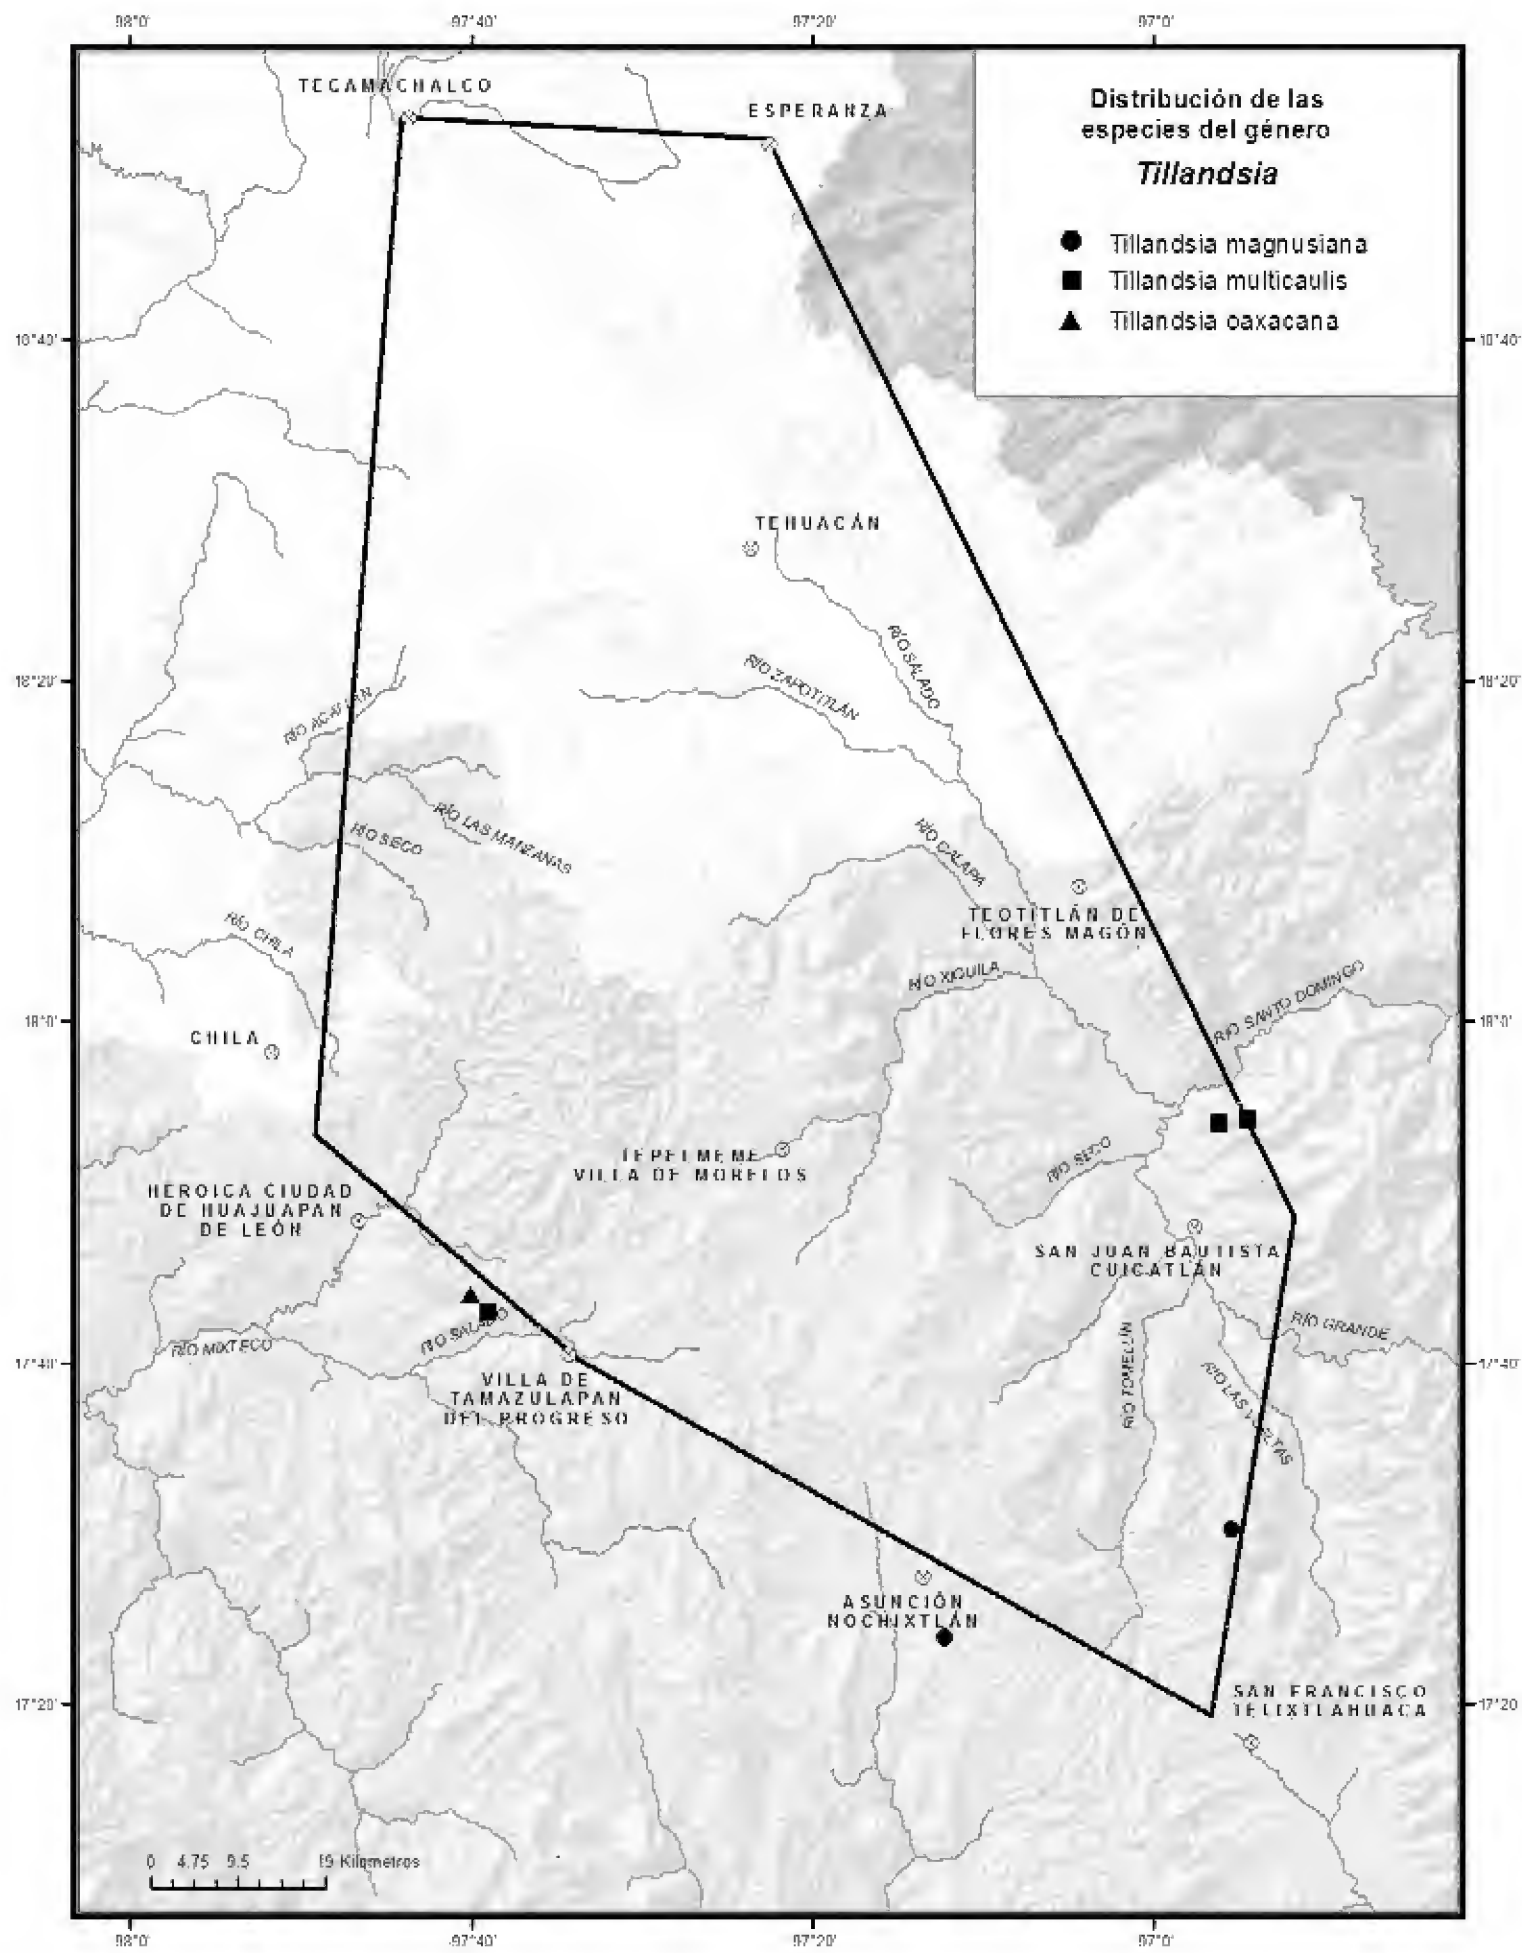 98°0'
97°40'
97°20'
97°0'
TECAMACHALCO
ESPERANZA
Distribución de las
especies del género
Tillandsia
Tillandsia magnusiana
Tillandsia multicaulis
Tillandsia oaxacana
18°40'
18°40'
TEHUACÁN
RÍO SALADO
RÍO ZAPOTITLÁN
18°20'
18°20'
RÍO ACATLÁN
RÍO LAS MANZANAS
RÍO SECO
RÍO CALAPA
TEOTITLÁN DE
FLORES MAGÓN
RÍO CHILA
RÍO XIQUILA
RÍO SANTO DOMINGO
18°0'
18°0'
CHILA
TEPELMEME
VILLA DE MORELOS
RÍO SECO
HEROICA CIUDAD
DE HUAJUAPAN
DE LEÓN
SAN JUAN BAUTISTA
CUICATLÁN
RÍO SALADO
RÍO MIXTECO
RÍO GRANDE
17°40'
17°40'
RÍO TOMELLÍN
RÍO LAS VUELTAS
VILLA DE
TAMAZULAPAN
DEL PROGRESO
ASUNCIÓN
NOCHIXTLÁN
SAN FRANCISCO
TELIXTLAHUACA
17°20'
17°20'
0 4.75 9.5 19 Kilometros
98°0'
97°40'
97°20'
97°0'